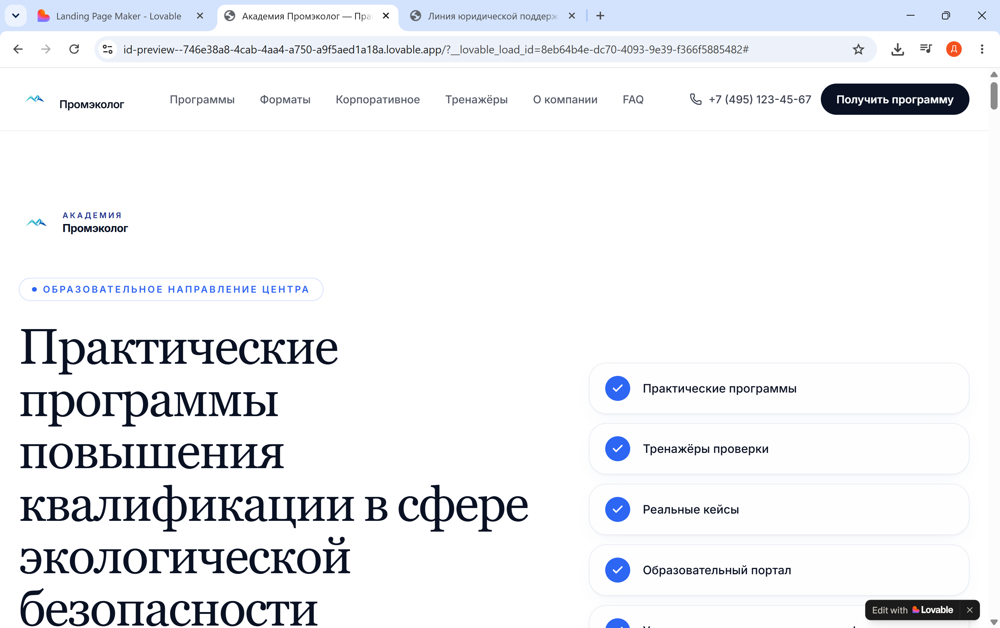 Landing Page Maker - Lovable
Академия Промэколог — Пра
Линия юридической поддерж
id-preview--746e38a8-4cab-4aa4-a750-a9f5aed1a18a.lovable.app/?__lovable_load_id=8eb64b4e-dc70-4093-9e39-f366f5885482#
Д
Промэколог
Программы
Форматы
Корпоративное
Тренажёры
О компании
FAQ
+7 (495) 123-45-67
Получить программу
АКАДЕМИЯ
Промэколог
ОБРАЗОВАТЕЛЬНОЕ НАПРАВЛЕНИЕ ЦЕНТРА
Практические
программы
повышения
квалификации в сфере
экологической
безопасности
Практические программы
Тренажёры проверки
Реальные кейсы
Образовательный портал
Edit with Lovable